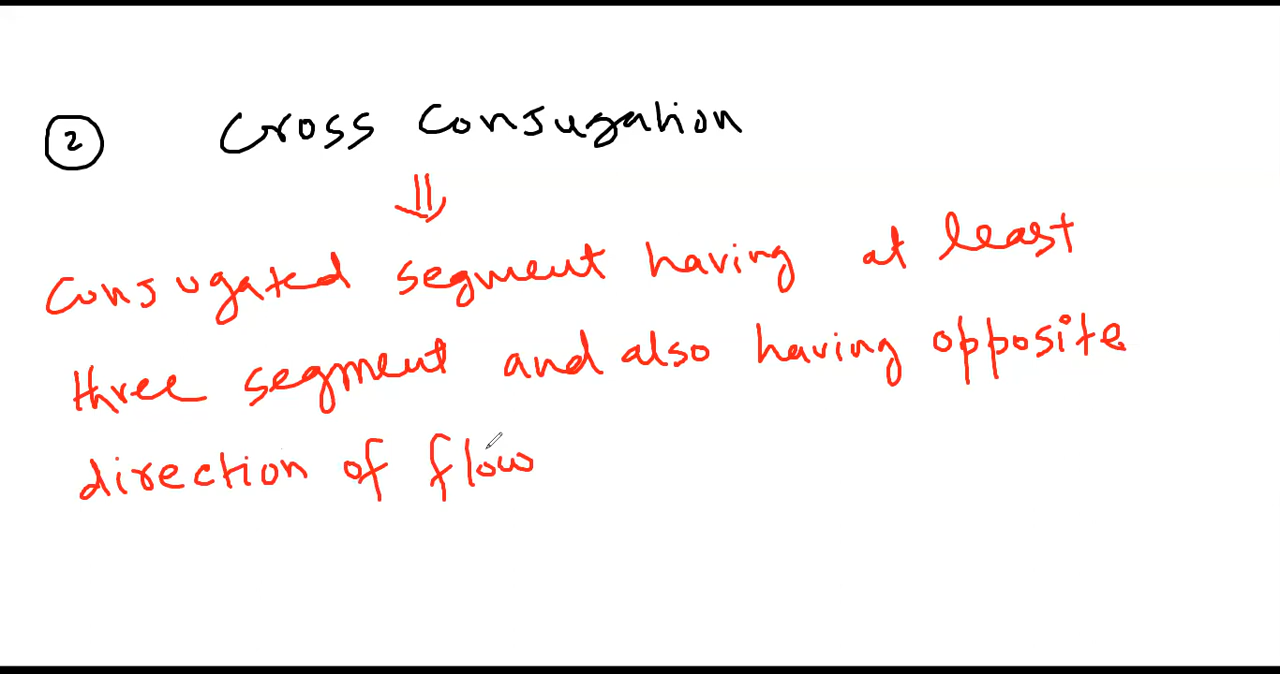 2 Cross Conjugation
Conjugated segment having at least
three segment and also having opposite
direction of flow